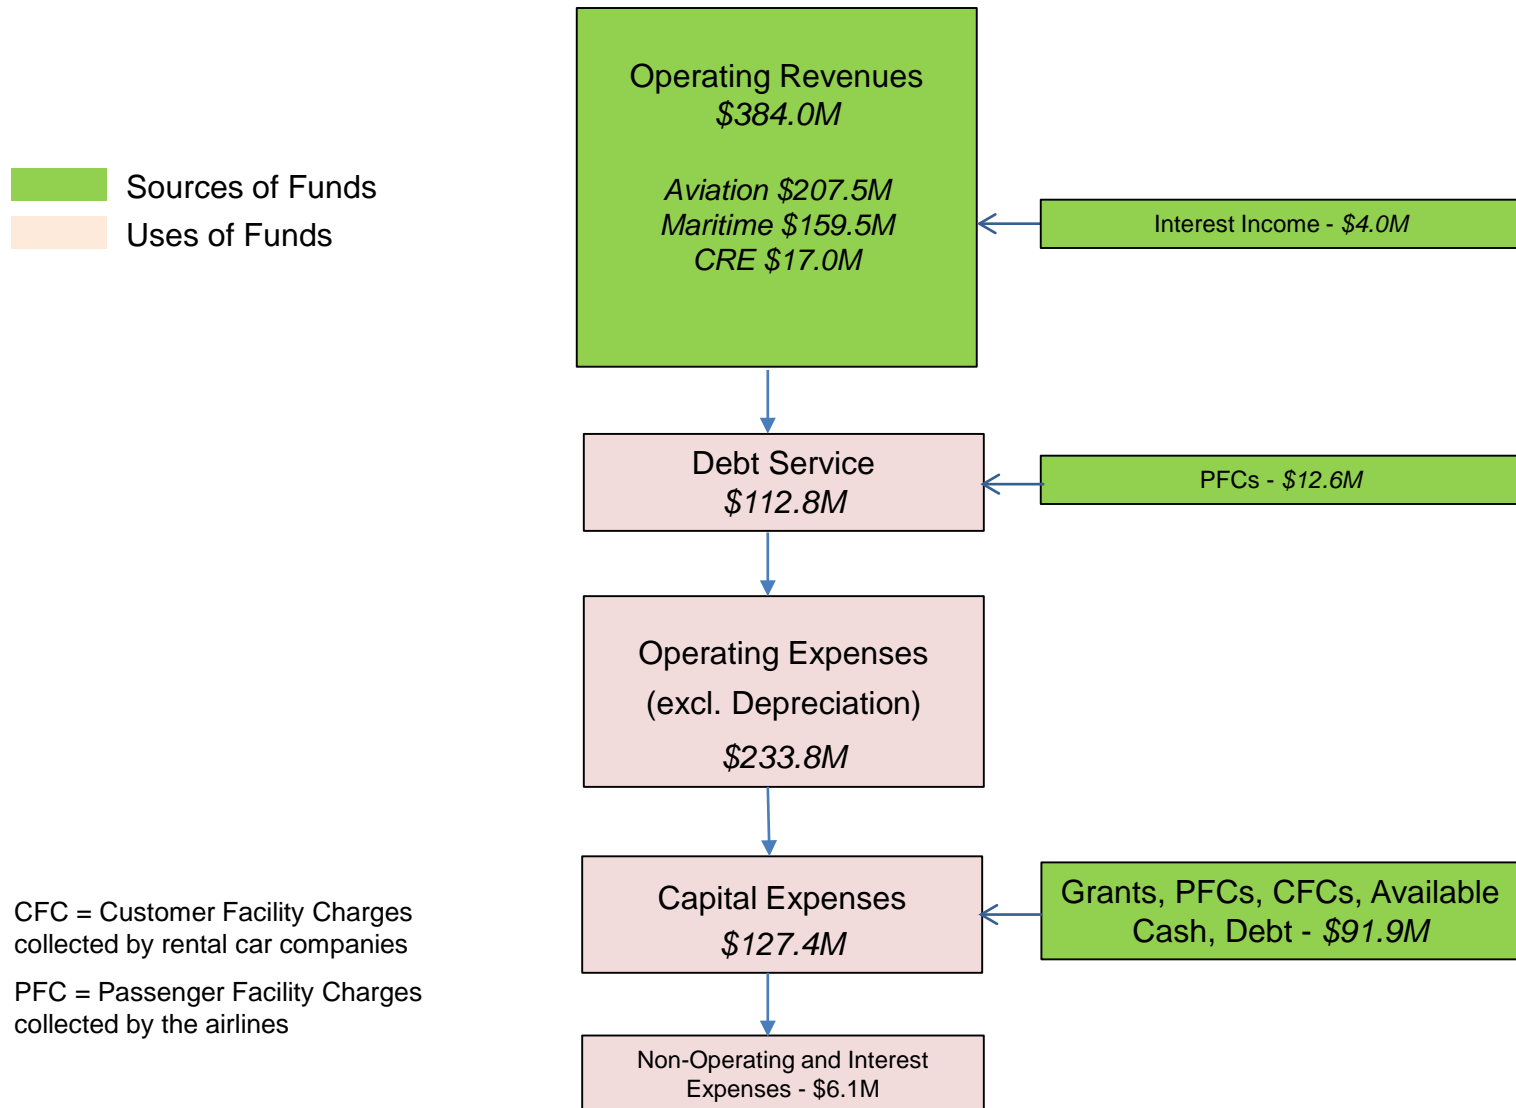 Operating Revenues
$384.0M
Aviation $207.5M
Maritime $159.5M
CRE $17.0M
Sources of Funds
Uses of Funds
Interest Income - $4.0M
Debt Service
$112.8M
PFCs - $12.6M
Operating Expenses
(excl. Depreciation)
$233.8M
Capital Expenses
$127.4M
Grants, PFCs, CFCs, Available
Cash, Debt - $91.9M
CFC = Customer Facility Charges
collected by rental car companies
PFC = Passenger Facility Charges
collected by the airlines
Non-Operating and Interest
Expenses - $6.1M